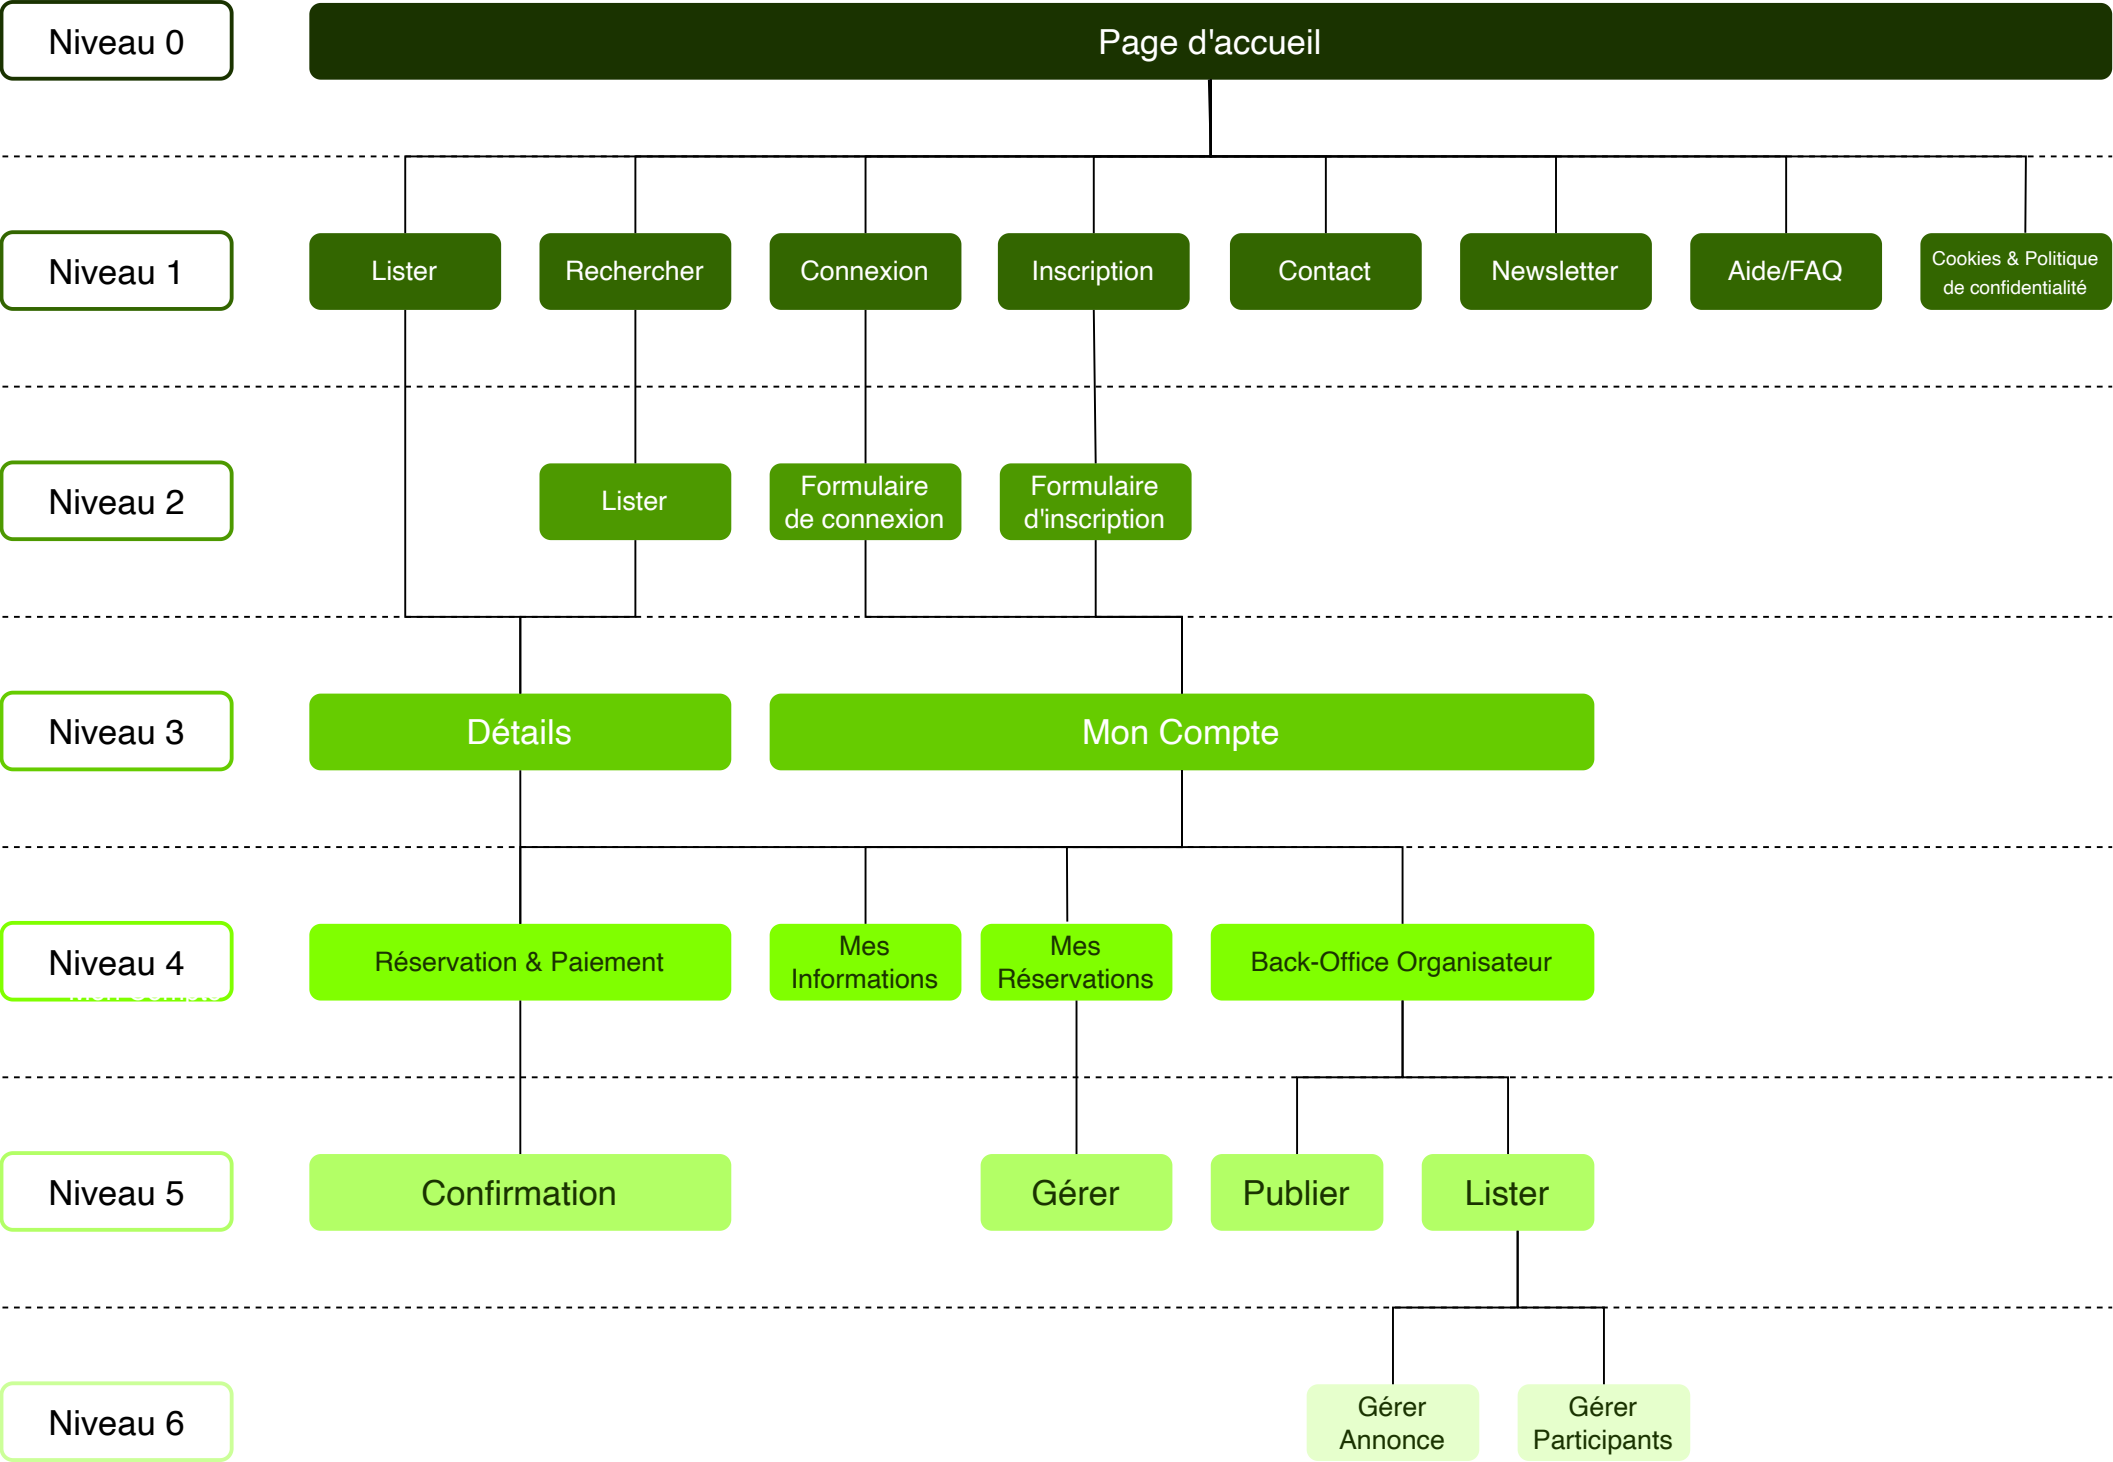 Niveau 0
Page d'accueil
Niveau 1
Lister
Rechercher
Connexion
Inscription
Contact
Newsletter
Aide/FAQ
Cookies & Politique
de confidentialité
Niveau 2
Lister
Formulaire
de connexion
Formulaire
d'inscription
Niveau 3
Détails
Mon Compte
Niveau 4
Mon Compte
Réservation & Paiement
Mes
Informations
Mes
Réservations
Back-Office Organisateur
Niveau 5
Confirmation
Gérer
Publier
Lister
Niveau 6
Gérer
Annonce
Gérer
Participants